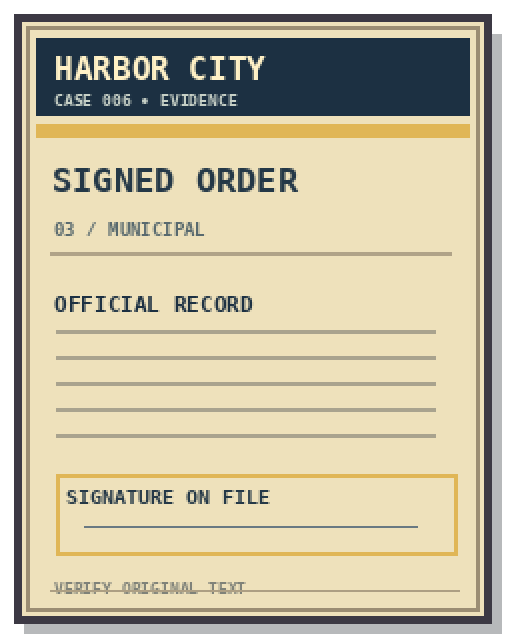 HARBOR CITY
CASE 006 • EVIDENCE
SIGNED ORDER
03 / MUNICIPAL
OFFICIAL RECORD
SIGNATURE ON FILE
VERIFY ORIGINAL TEXT